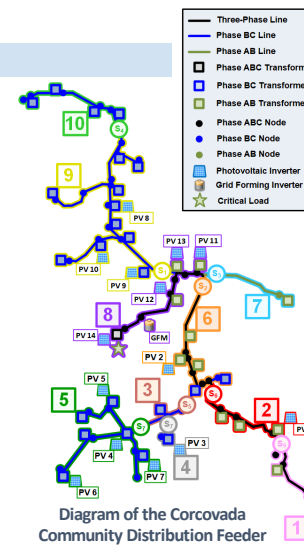 Three-Phase Line
Phase BC Line
Phase AB Line
Phase ABC Transform
Phase BC Transforme
Phase AB Transforme
Phase ABC Node
Phase BC Node
Phase AB Node
Photovoltaic Inverter
Grid Forming Inverter
Critical Load
10
S4
9
PV 8
PV 13
PV 11
PV 10
PV 9
S1
S3
PV 12
S2
7
8
6
PV 14
GFM
PV 2
PV 5
5
3
S5
S6
2
PV
S7
PV 4
PV 3
4
PV 7
PV 6
1
Diagram of the Corcovada
Community Distribution Feeder